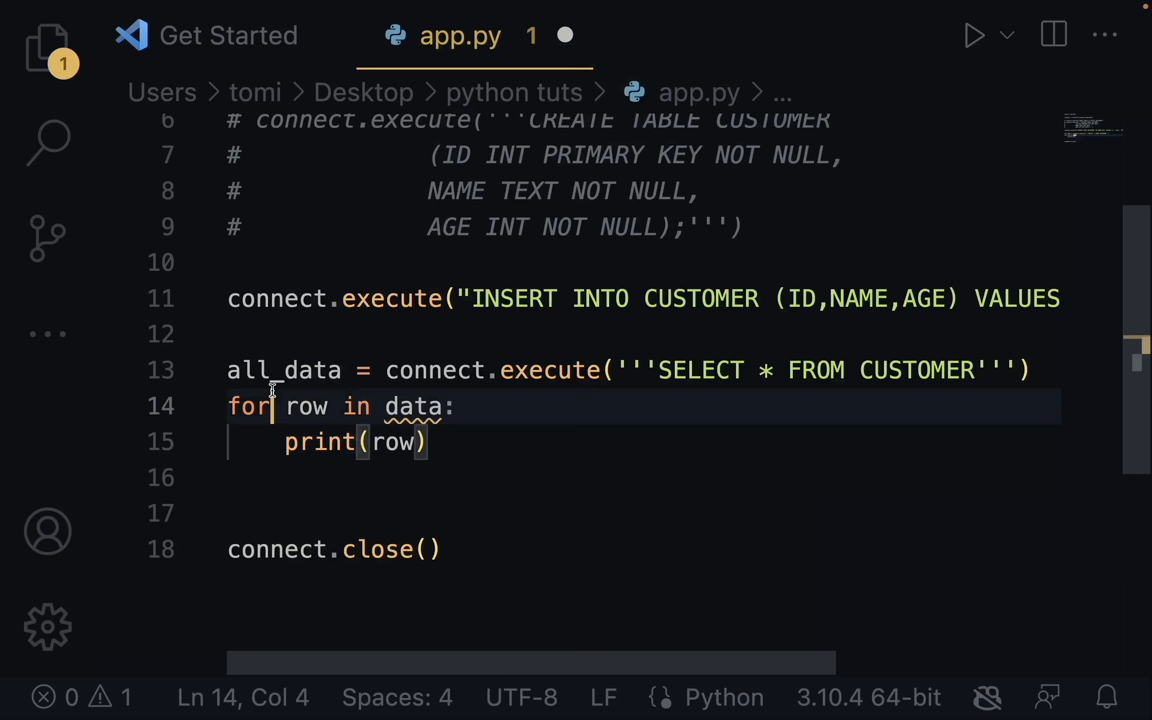 1
Get Started
app.py 1
Users > tomi > Desktop > python tuts > app.py > ...
6 # connect.execute('''CREATE TABLE CUSTOMER
7 # (ID INT PRIMARY KEY NOT NULL,
8 # NAME TEXT NOT NULL,
9 # AGE INT NOT NULL);''')
10
11 connect.execute("INSERT INTO CUSTOMER (ID,NAME,AGE) VALUES
12
13 all_data = connect.execute('''SELECT * FROM CUSTOMER''')
14 for row in data:
15 print(row)
16
17
18 connect.close()
0 1 Ln 14, Col 4 Spaces: 4 UTF-8 LF Python 3.10.4 64-bit